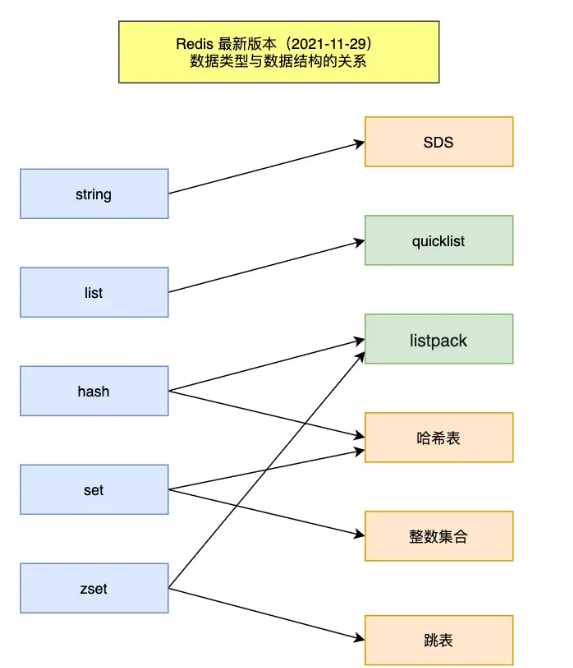 Redis 最新版本（2021-11-29）
数据类型与数据结构的关系
SDS
string
quicklist
list
listpack
hash
哈希表
set
整数集合
zset
跳表